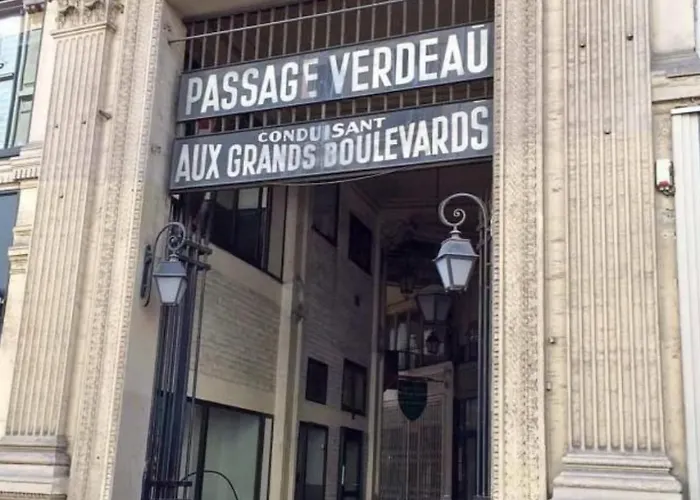 PASSAGE VERDEAU
CONDUISANT
AUX GRANDS BOULEVARDS